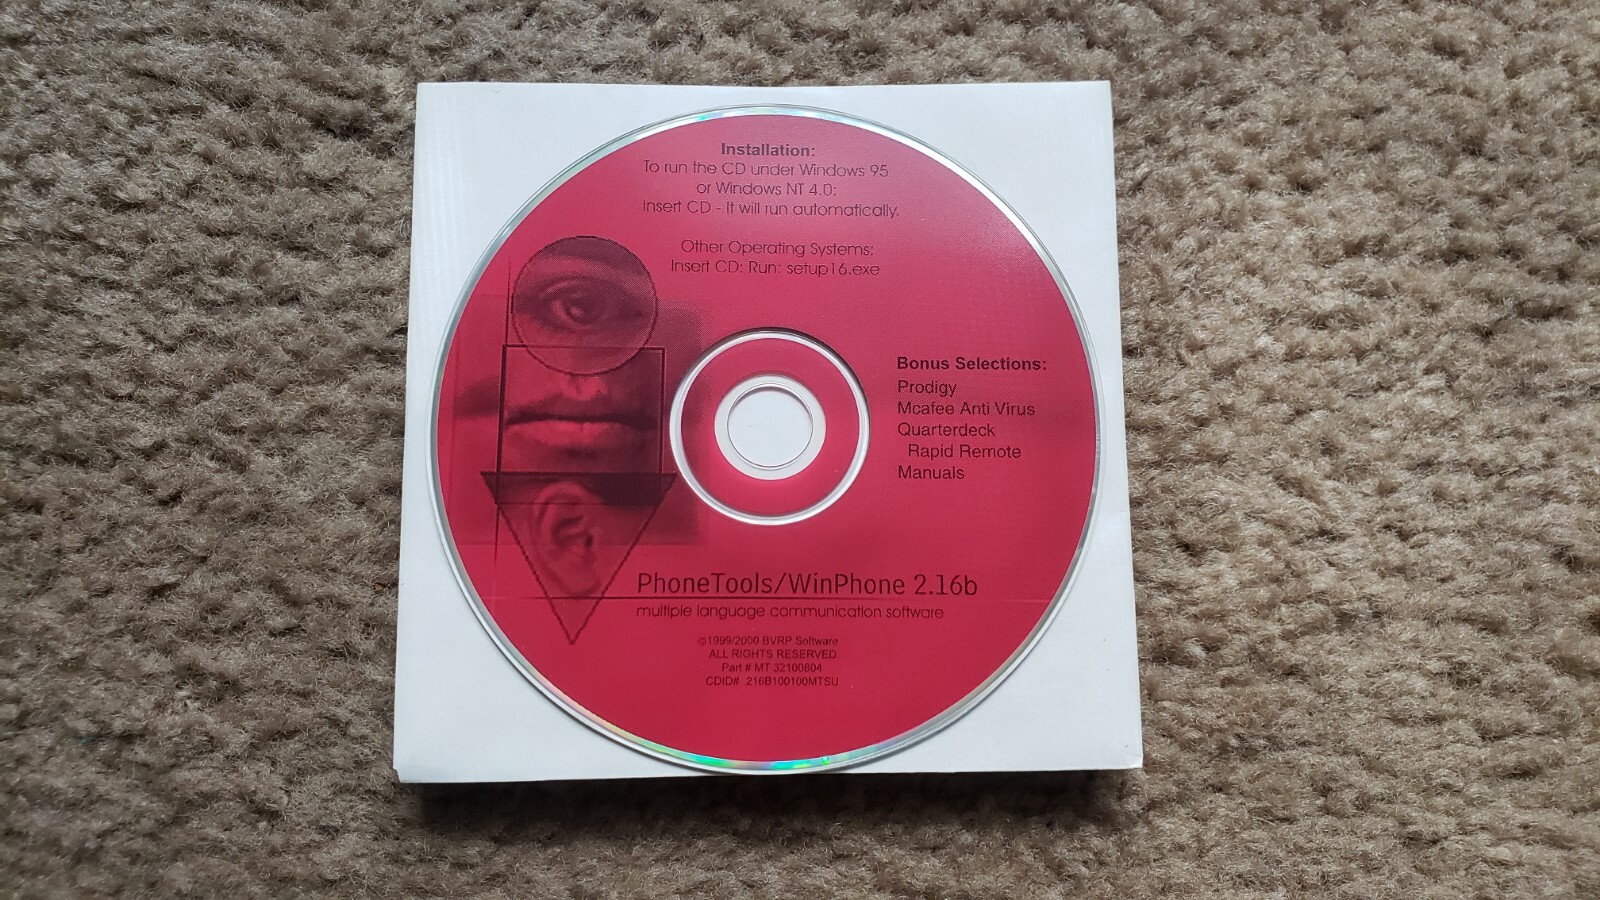 Installation:
To run the CD under Windows 95
or Windows NT 4.0:
Insert CD - It will run automatically.
Other Operating Systems:
Insert CD: Run: setup16.exe
Bonus Selections:
Prodigy
Mcafee Anti Virus
Quarterdeck
Rapid Remote
Manuals
PhoneTools/WinPhone 2.16b
multiple language communication software
©1999/2000 BVRP Software
ALL RIGHTS RESERVED.
Part # MT 32100804
CDID# 216B100100MTSU